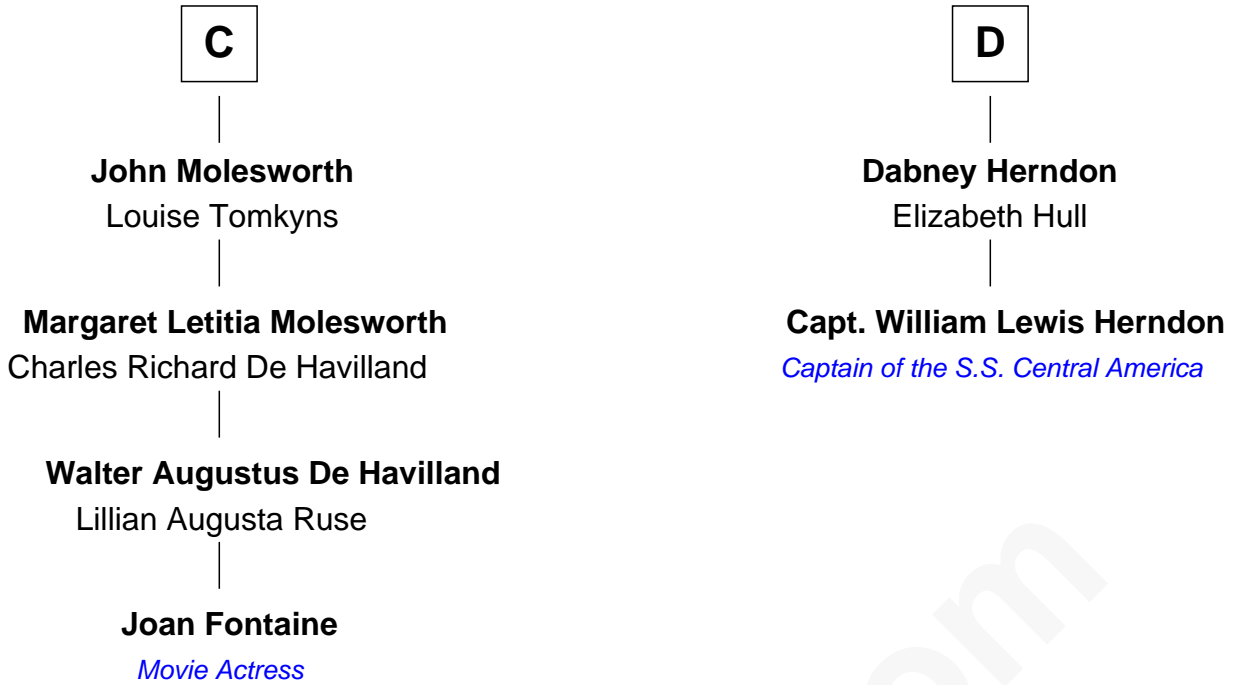 C
John Molesworth
Louise Tomkyns
Margaret Letitia Molesworth
Charles Richard De Havilland
Walter Augustus De Havilland
Lillian Augusta Ruse
Joan Fontaine
Movie Actress
D
Dabney Herndon
Elizabeth Hull
Capt. William Lewis Herndon
Captain of the S.S. Central America
om